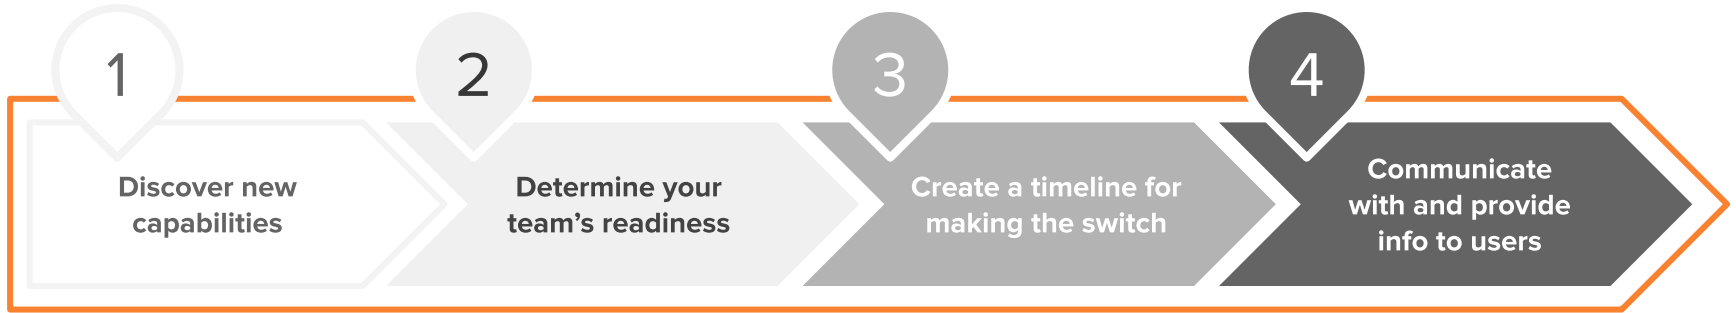 1
Discover new
capabilities
2
Determine your
team’s readiness
3
Create a timeline for
making the switch
4
Communicate
with and provide
info to users